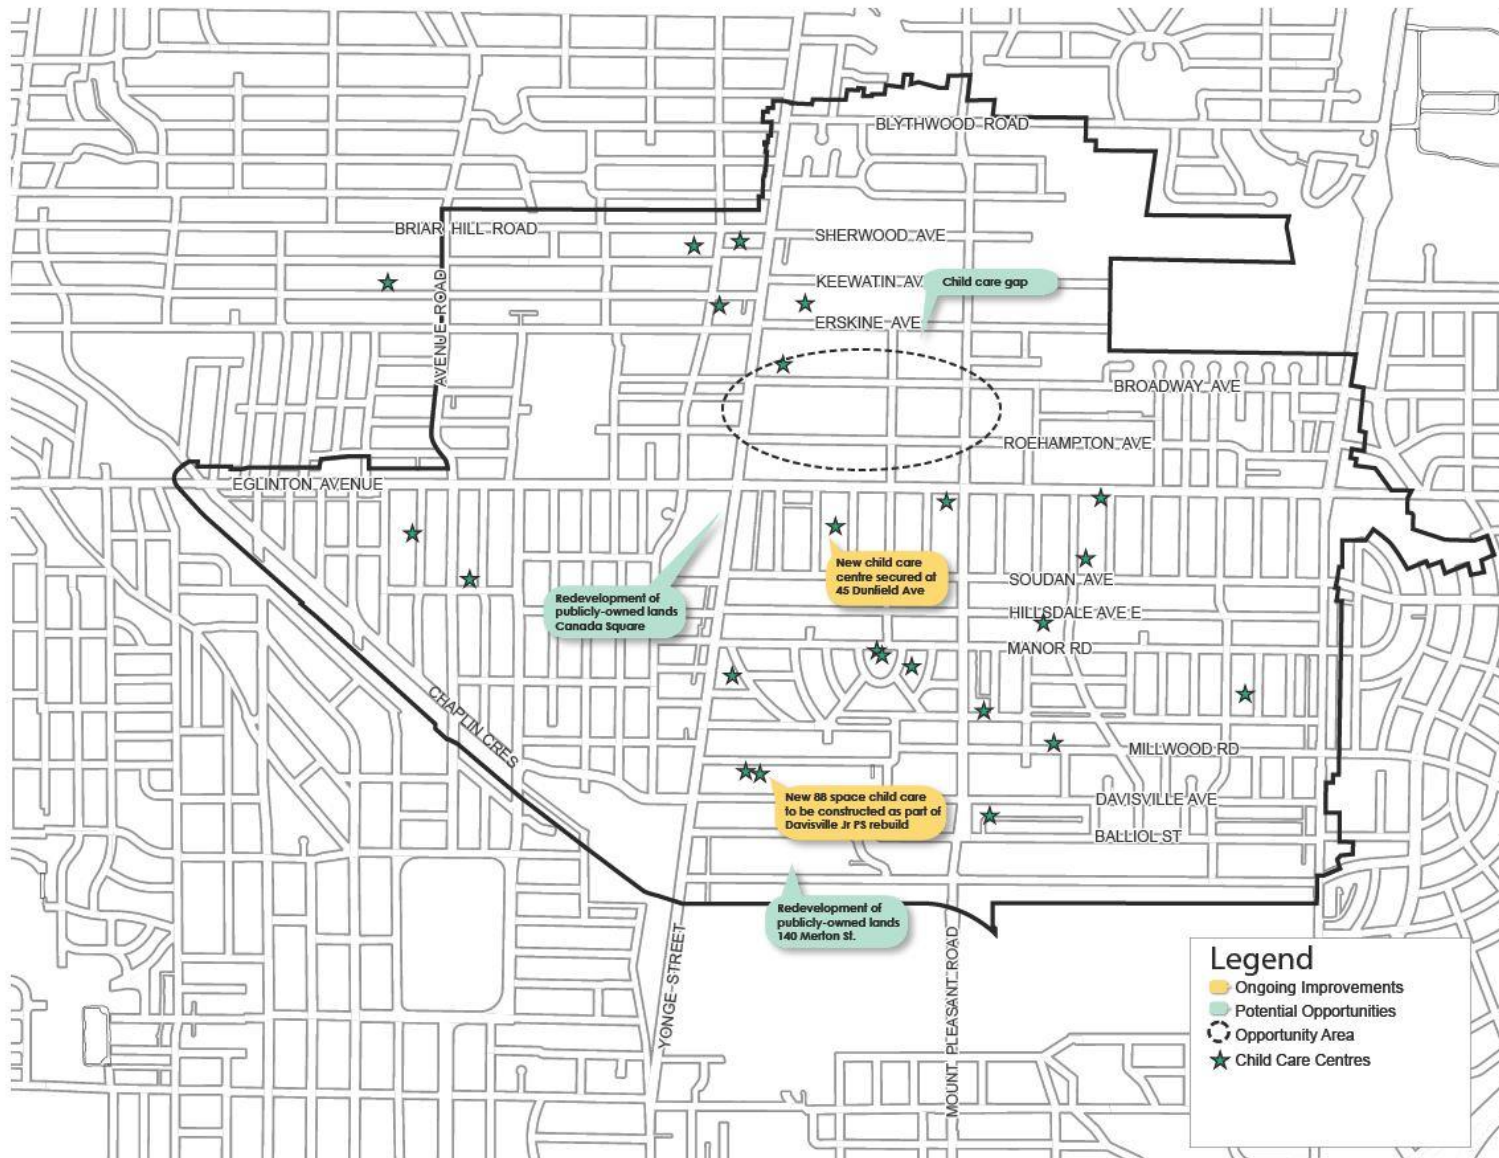 BLYTHWOOD ROAD
BRIAR HILL ROAD
SHERWOOD AVE
KEEWATIN AV
Child care gap
AVENUE ROAD
ERSKINE AVE
BROADWAY AVE
ROEHAMPTON AVE
EGLINTON AVENUE
New child care
centre secured at
45 Dunfield Ave
SOUDAN AVE
Redevelopment of
publicly-owned lands
Canada Square
HILLSDALE AVE E
MANOR RD
CHAPLIN CRES
MILLWOOD RD
New 88 space child care
to be constructed as part of
Davisville Jr PS rebuild
DAVISVILLE AVE
BALLIOL ST
Redevelopment of
publicly-owned lands
140 Merton St.
YONGE STREET
MOUNT PLEASANT ROAD
Legend
Ongoing Improvements
Potential Opportunities
Opportunity Area
Child Care Centres